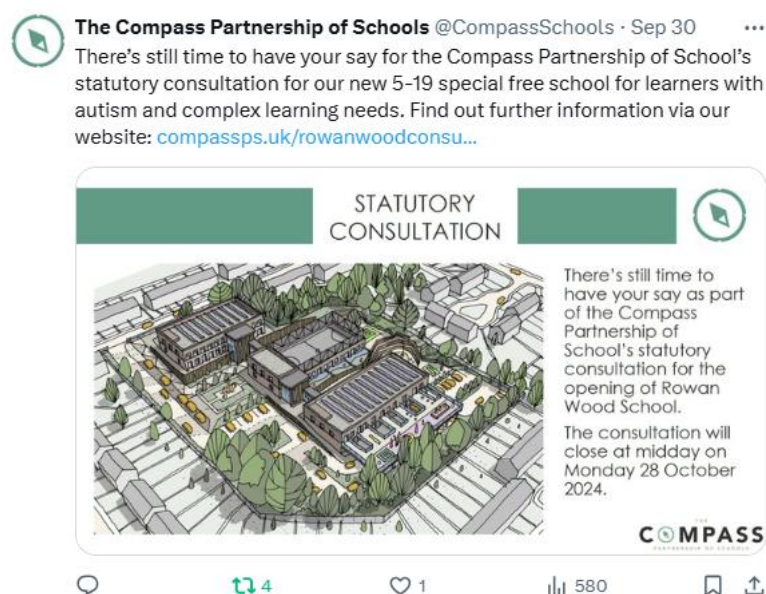 The Compass Partnership of Schools @CompassSchools · Sep 30
There's still time to have your say for the Compass Partnership of School's
statutory consultation for our new 5-19 special free school for learners with
autism and complex learning needs. Find out further information via our
website: compassps.uk/rowanwoodconsu...
STATUTORY
CONSULTATION
There's still time to
have your say as part
of the Compass
Partnership of
School's statutory
consultation for the
opening of Rowan
Wood School.
The consultation will
close at midday on
Monday 28 October
2024.
THE
COMPASS
PARTNERSHIP OF SCHOOLS
4
1
580